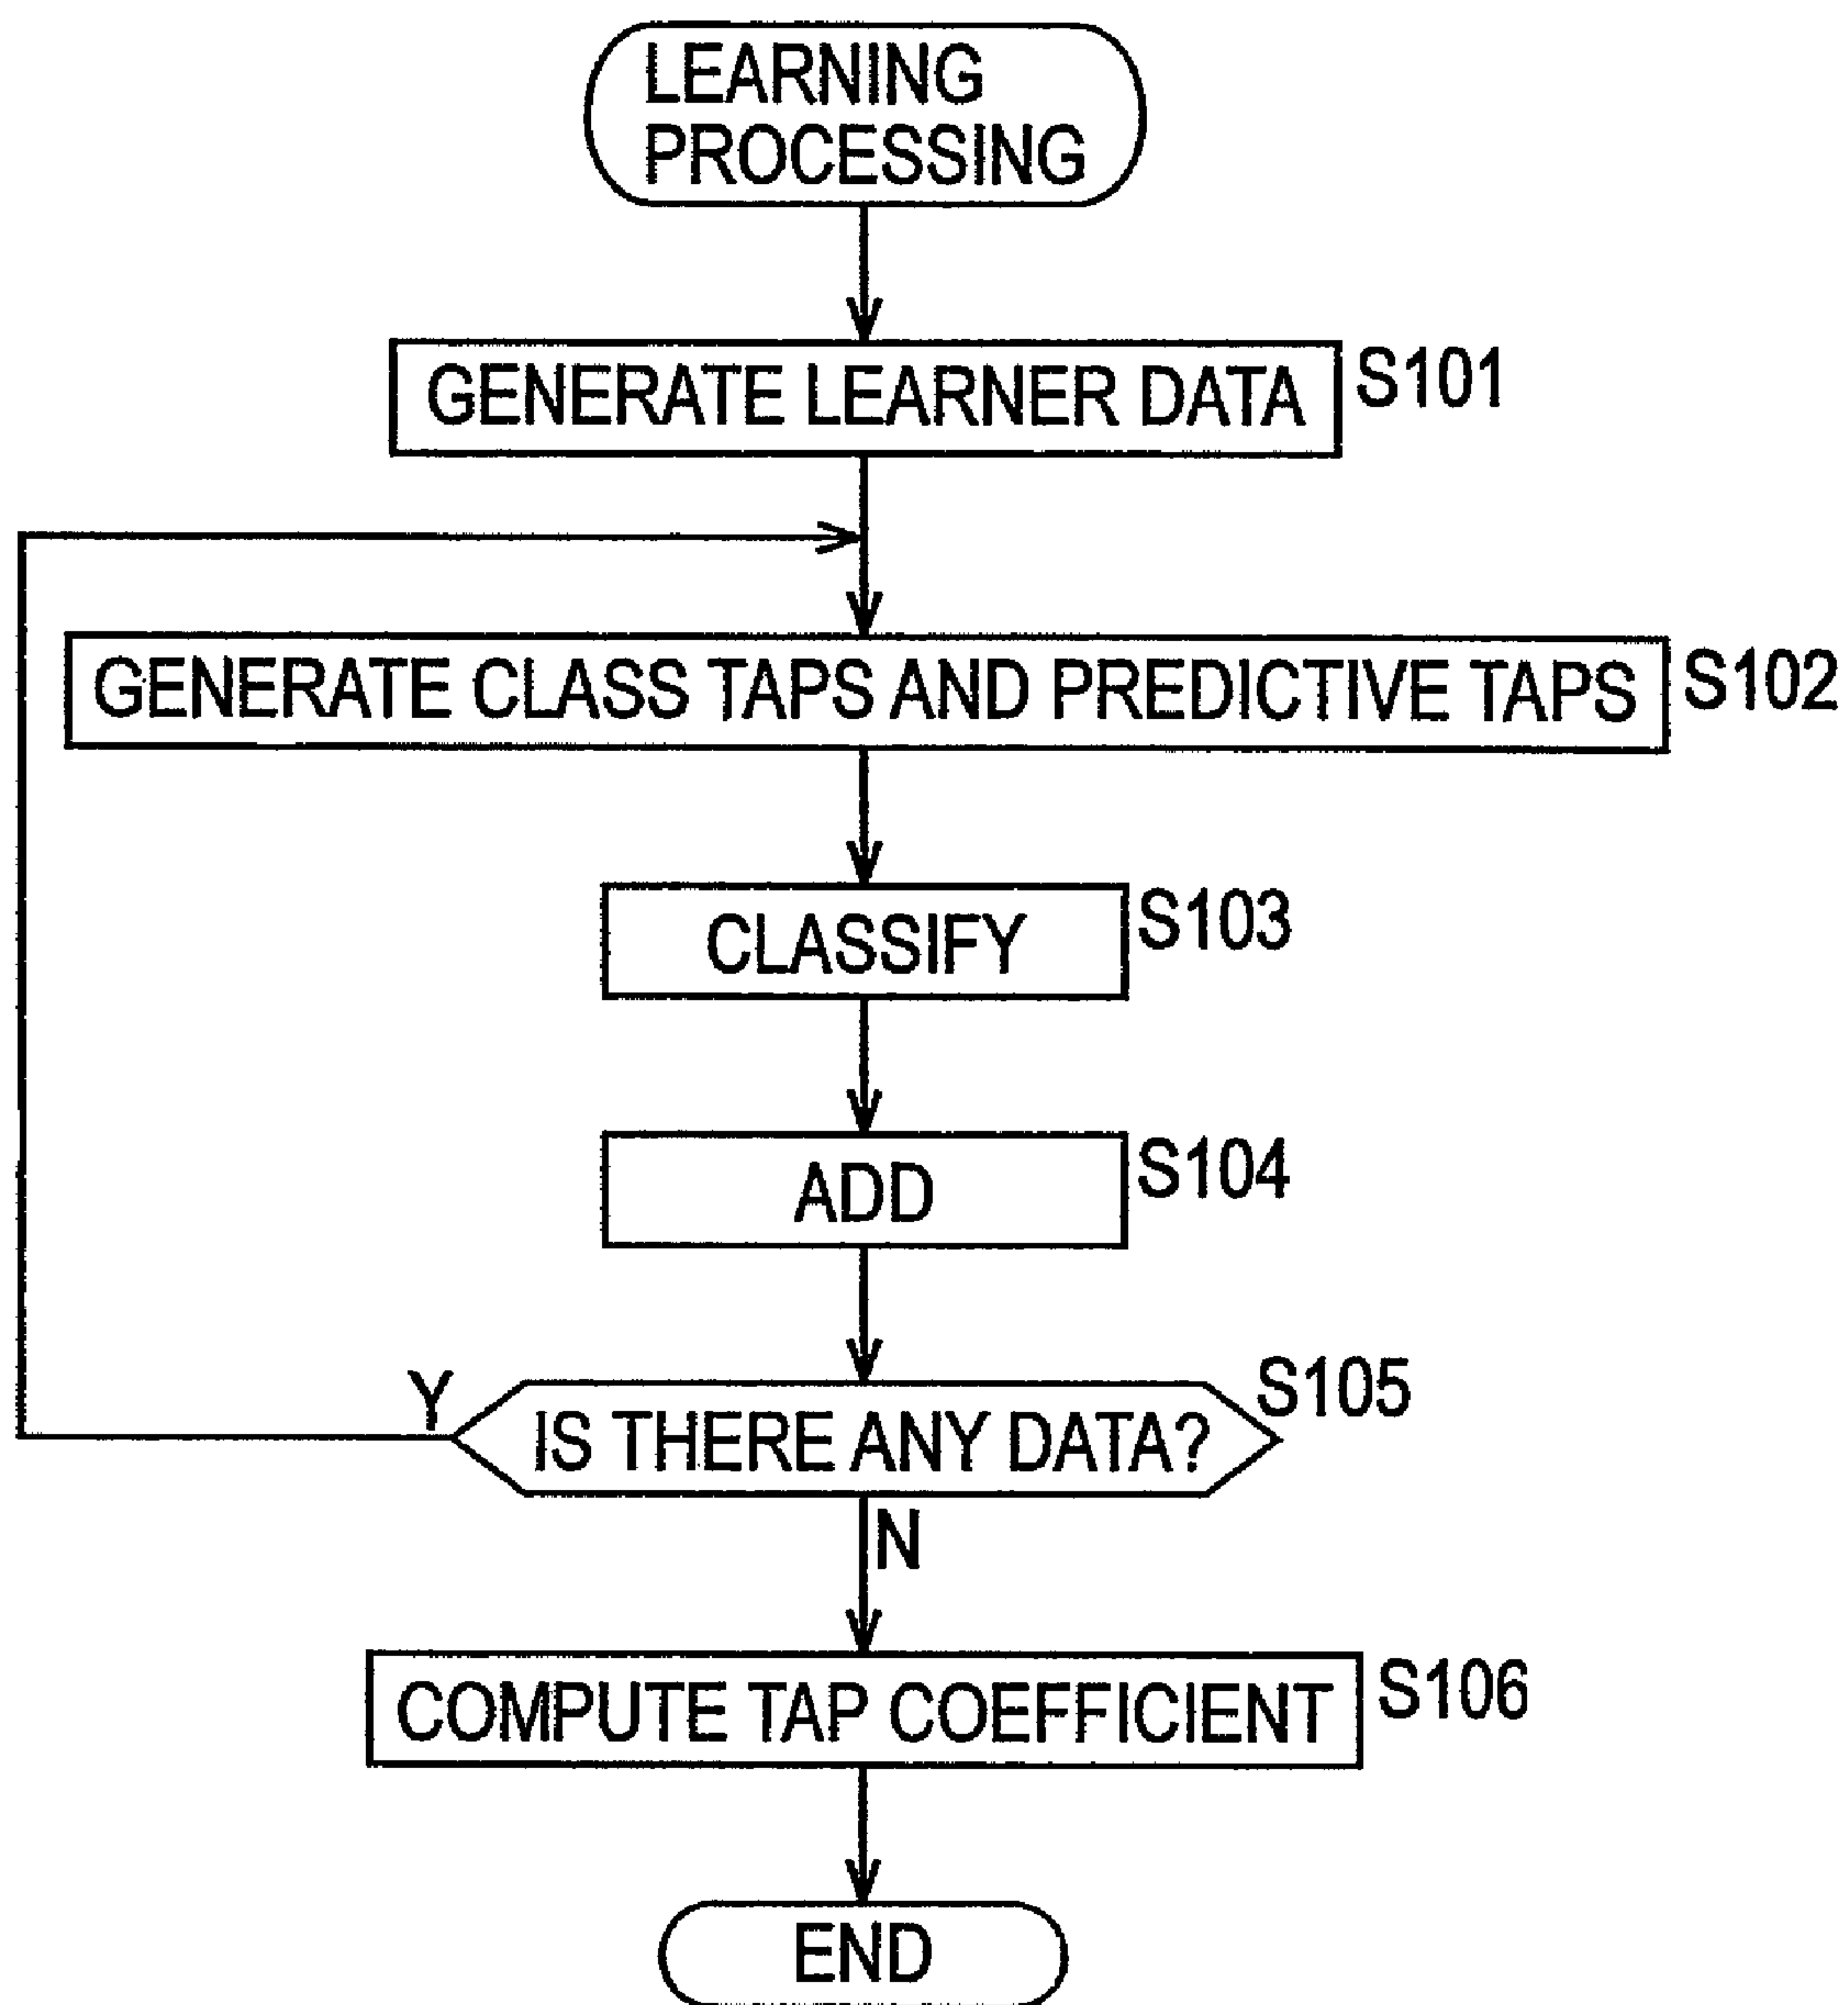 LEARNING
PROCESSING
GENERATE LEARNER DATA
S101
GENERATE CLASS TAPS AND PREDICTIVE TAPS
S102
CLASSIFY
S103
ADD
S104
Y
IS THERE ANY DATA?
S105
N
COMPUTE TAP COEFFICIENT
S106
END